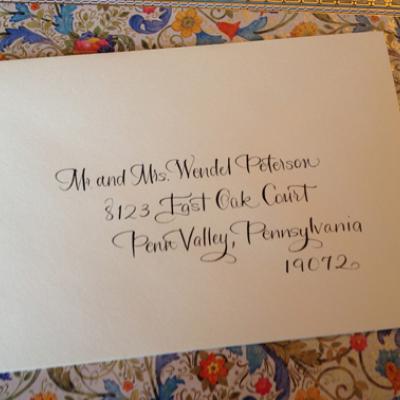 Mr. and Mrs. Wendel Peterson
8123 East Oak Court
Penn Valley, Pennsylvania
19072